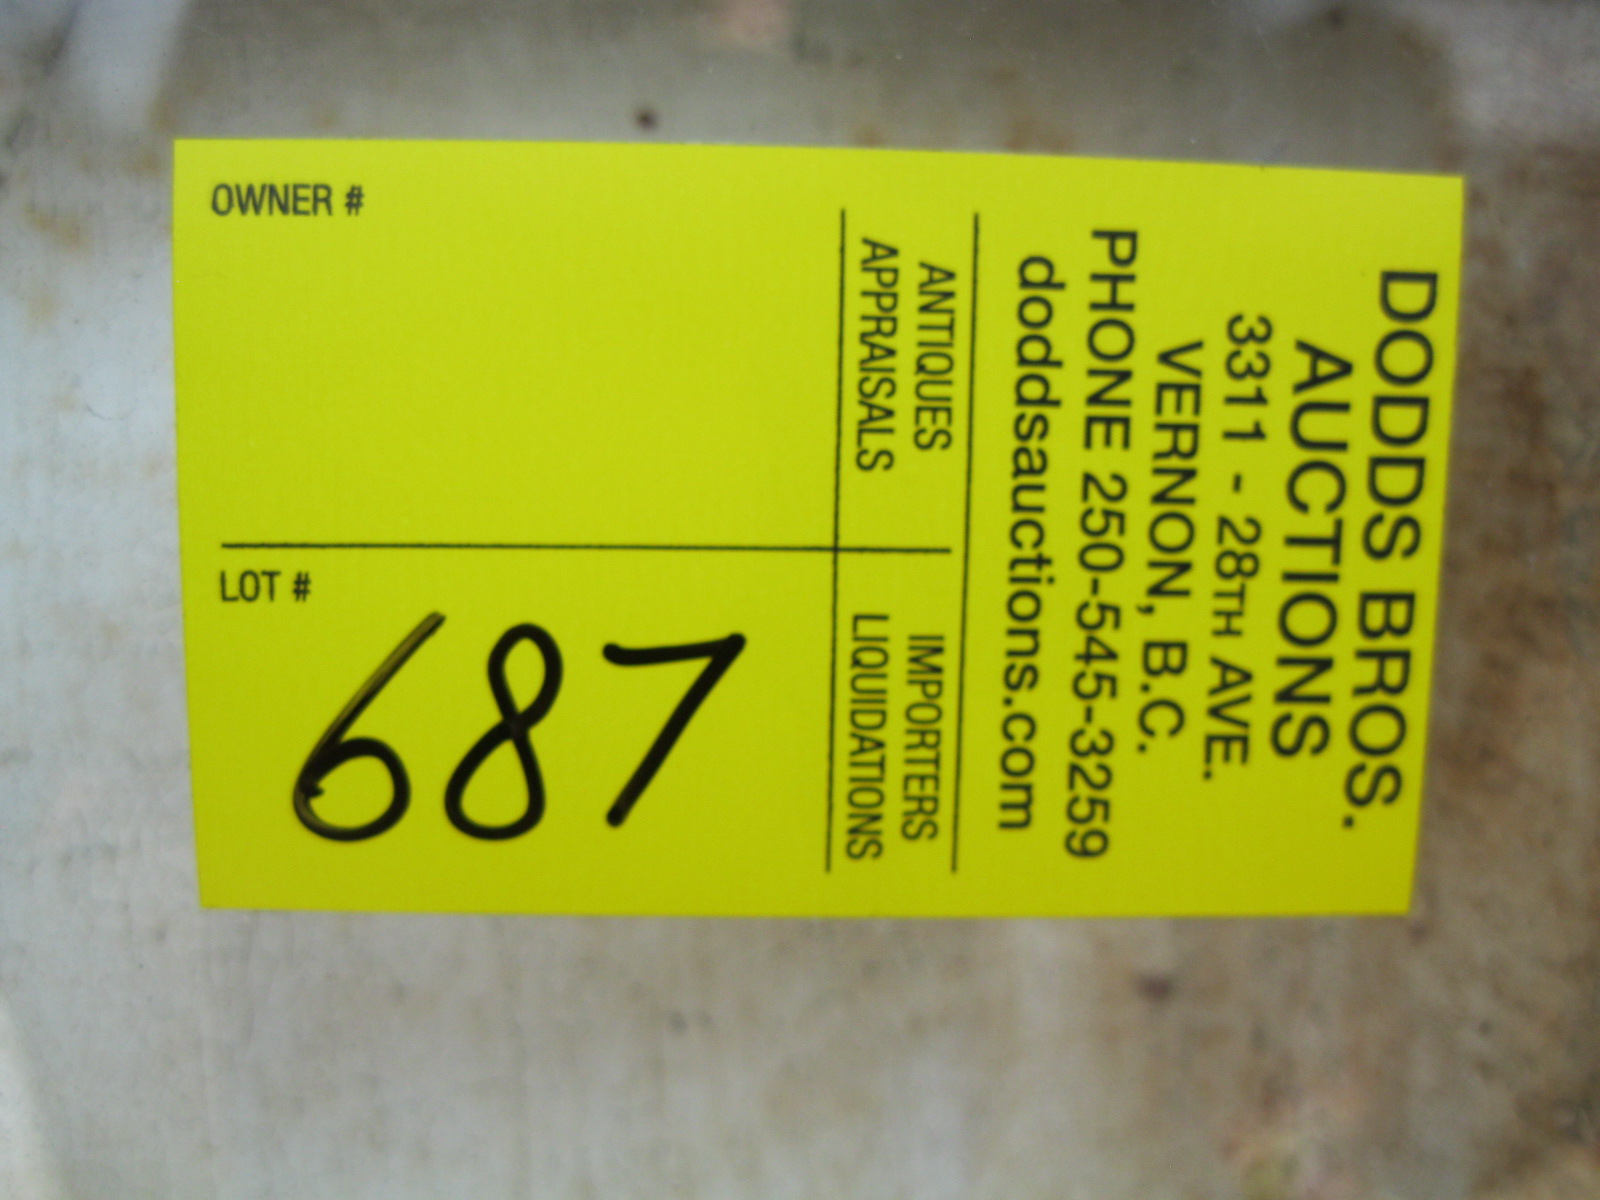 DODDS BROS.
AUCTIONS
3311 - 28TH AVE.
VERNON, B.C.
PHONE 250-545-3259
doddsauctions.com
ANTIQUES
APPRAISALS
IMPORTERS
LIQUIDATIONS
OWNER #
LOT #
687